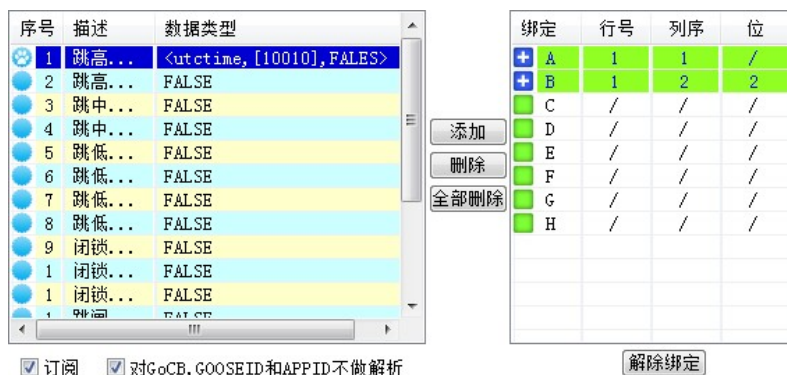 序号 描述 数据类型
1 跳高... <utctime,[10010],FALES>
2 跳高... FALSE
3 跳中... FALSE
4 跳中... FALSE
5 跳低... FALSE
6 跳低... FALSE
7 跳低... FALSE
8 跳低... FALSE
9 闭锁... FALSE
1 闭锁... FALSE
1 闭锁... FALSE
1 跳闸... FALSE
订阅 对GoCB,GOOSEID和APPID不做解析
添加
删除
全部删除
绑定 行号 列序 位
A 1 1 /
B 1 2 2
C / / /
D / / /
E / / /
F / / /
G / / /
H / / /
解除绑定